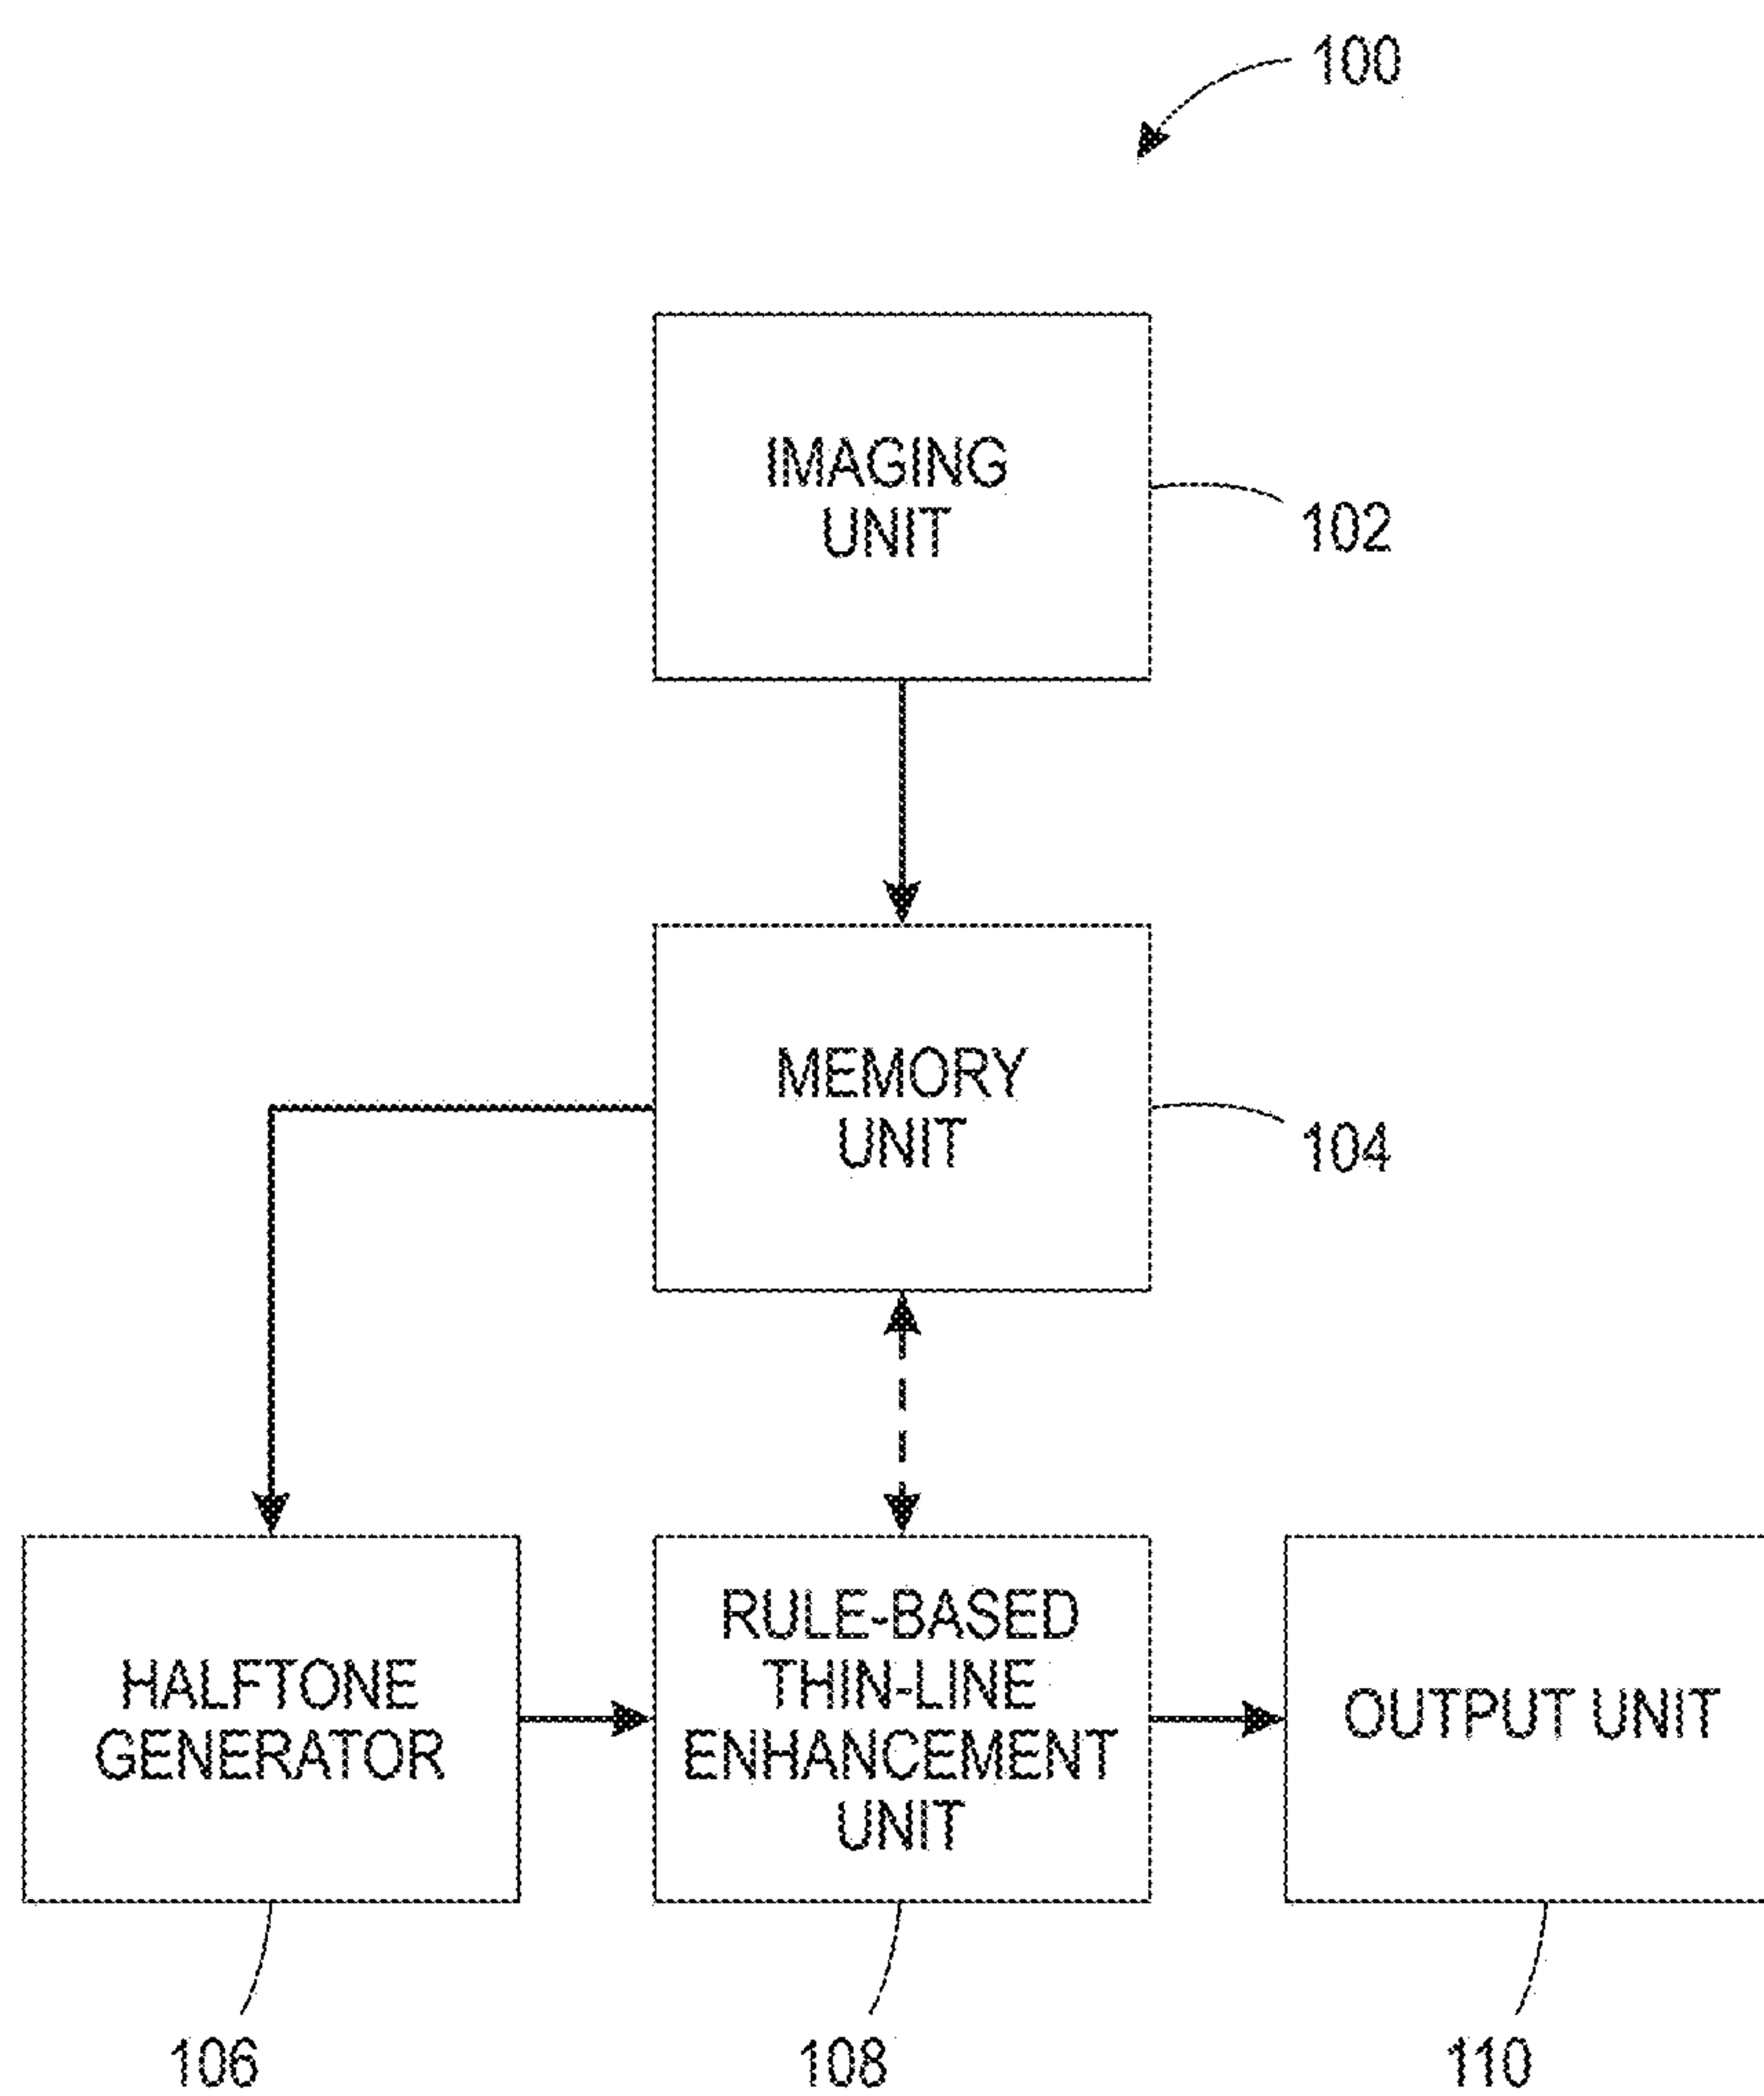 100
IMAGING
UNIT
102
MEMORY
UNIT
104
HALFTONE
GENERATOR
RULE-BASED
THIN-LINE
ENHANCEMENT
UNIT
OUTPUT UNIT
106
108
110